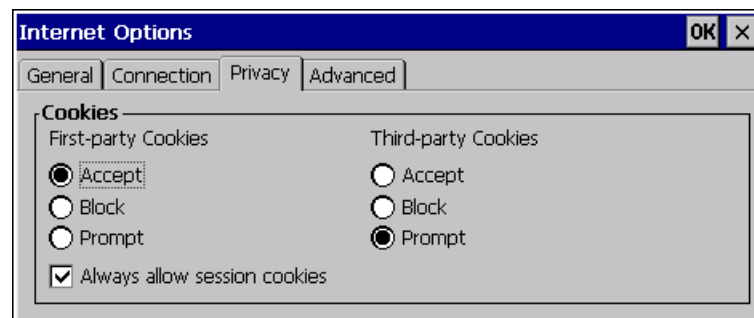 Internet Options OK ×
General Connection Privacy Advanced
Cookies
First-party Cookies Third-party Cookies
Accept Accept
Block Block
Prompt Prompt
Always allow session cookies